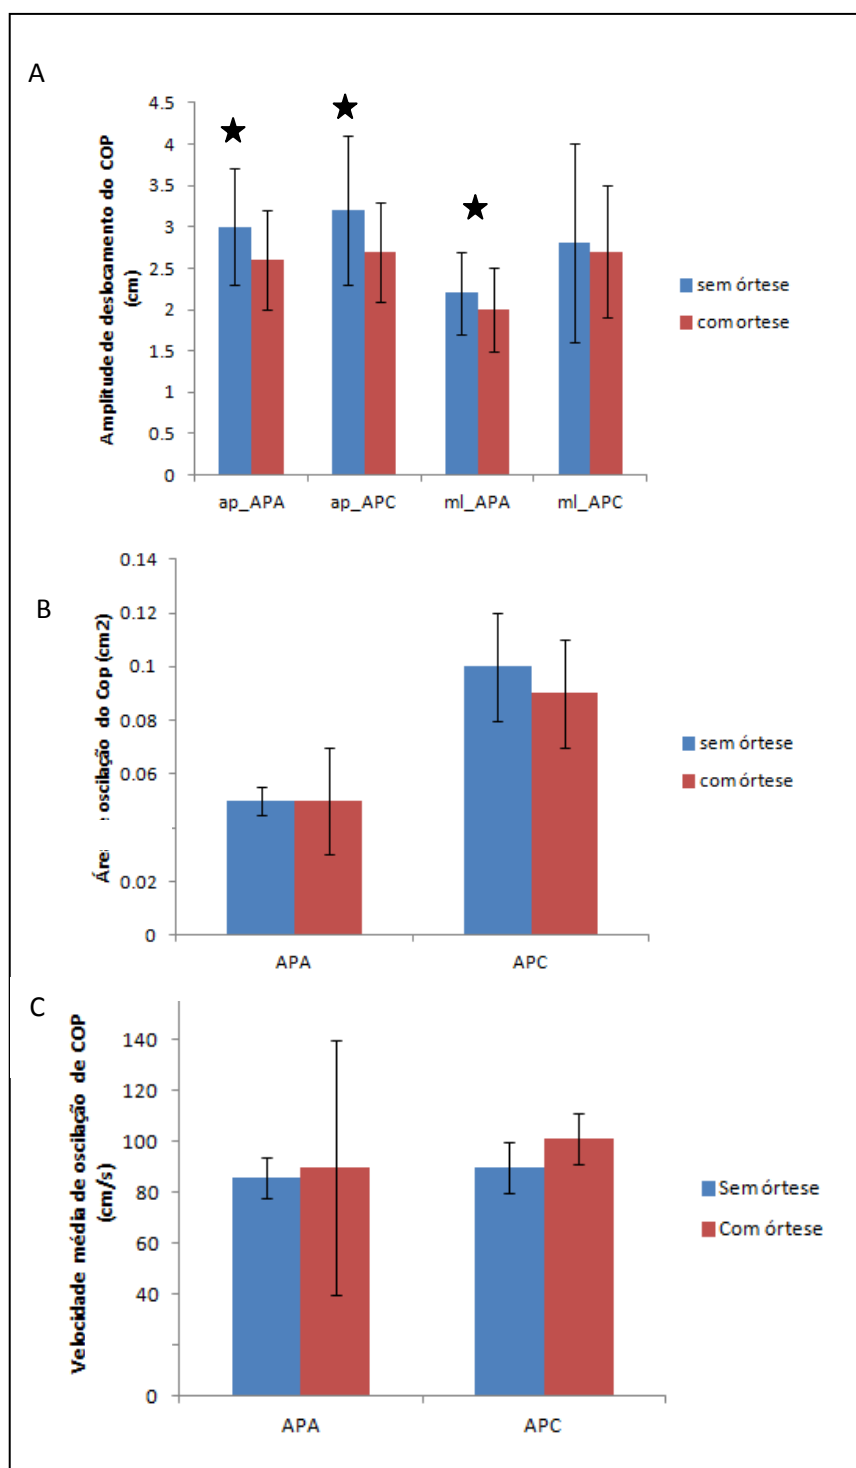 A
Amplitude de deslocamento do COP
(cm)
4.5
4
3.5
3
2.5
2
1.5
1
0.5
0
ap_APA
ap_APC
ml_APA
ml_APC
sem órtese
com ortese
B
oscilação do Cop (cm2)
0.14
0.12
0.1
0.08
0.06
0.02
0
APA
APC
sem órtese
com órtese
C
Velocidade média de oscilação de COP
(cm/s)
140
120
100
80
60
40
0
APA
APC
Sem órtese
Com órtese